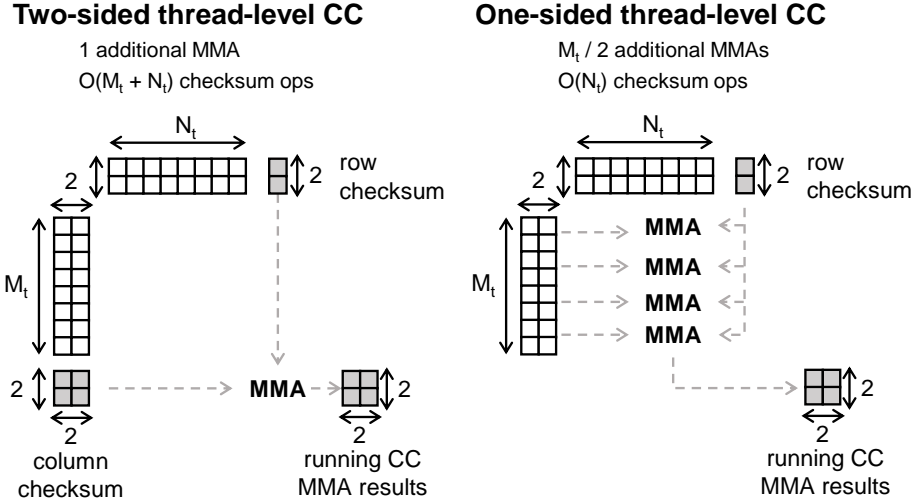 Two-sided thread-level CC
1 additional MMA
O(Mt + Nt) checksum ops
Nt
2
2
row
checksum
2
Mt
2
MMA
2
2
2
column
checksum
running CC
MMA results
One-sided thread-level CC
Mt / 2 additional MMAs
O(Nt) checksum ops
Nt
2
2
row
checksum
2
Mt
MMA
MMA
MMA
MMA
2
2
running CC
MMA results